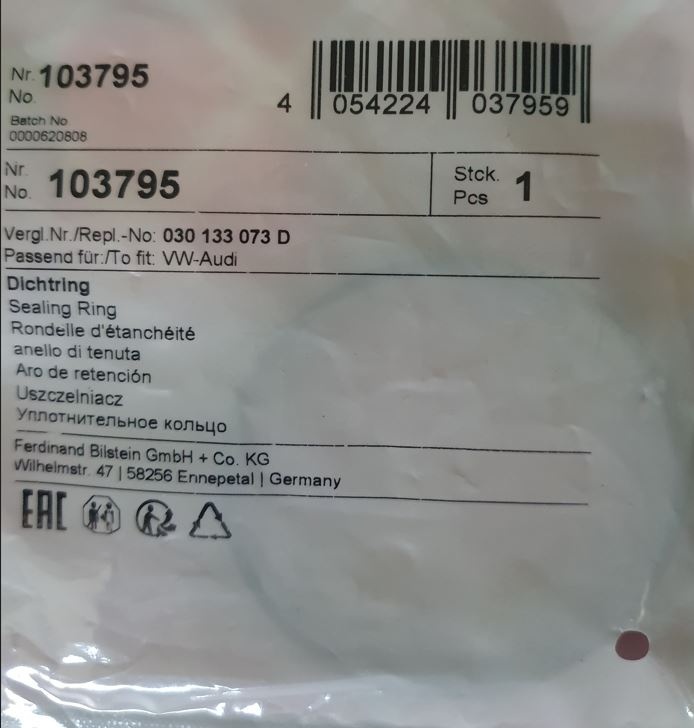 Nr. 103795
No.
Batch No
0000620808
4 054224 037959
Nr.
No. 103795
Stck.
Pcs 1
Vergl.Nr./Repl.-No: 030 133 073 D
Passend für:/To fit: VW-Audi
Dichtring
Sealing Ring
Rondelle d'étanchéité
anello di tenuta
Aro de retención
Uszczelniacz
Уплотнительное кольцо
Ferdinand Bilstein GmbH + Co. KG
Wilhelmstr. 47 | 58256 Ennepetal | Germany
EAC